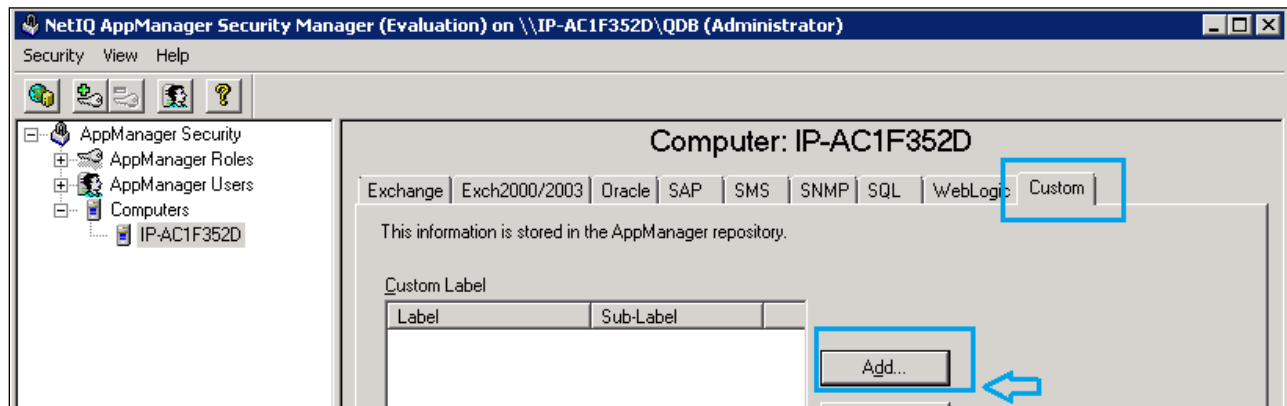 NetIQ AppManager Security Manager (Evaluation) on \\IP-AC1F352D\QDB (Administrator)
Security View Help
AppManager Security
AppManager Roles
AppManager Users
Computers
IP-AC1F352D
Computer: IP-AC1F352D
Exchange Exch2000/2003 Oracle SAP SMS SNMP SQL WebLogic Custom
This information is stored in the AppManager repository.
Custom Label
Label Sub-Label
Add...